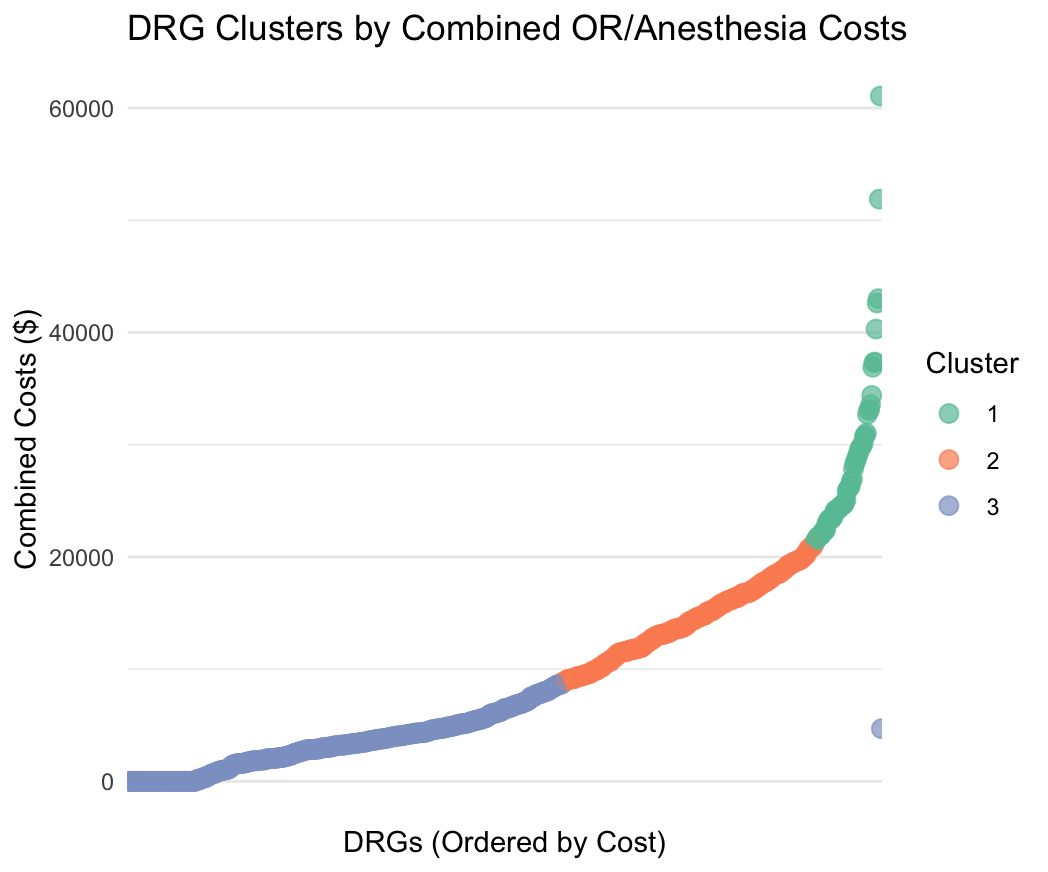 DRG Clusters by Combined OR/Anesthesia Costs
Combined Costs ($)
60000
40000
20000
0
DRGs (Ordered by Cost)
Cluster
1
2
3